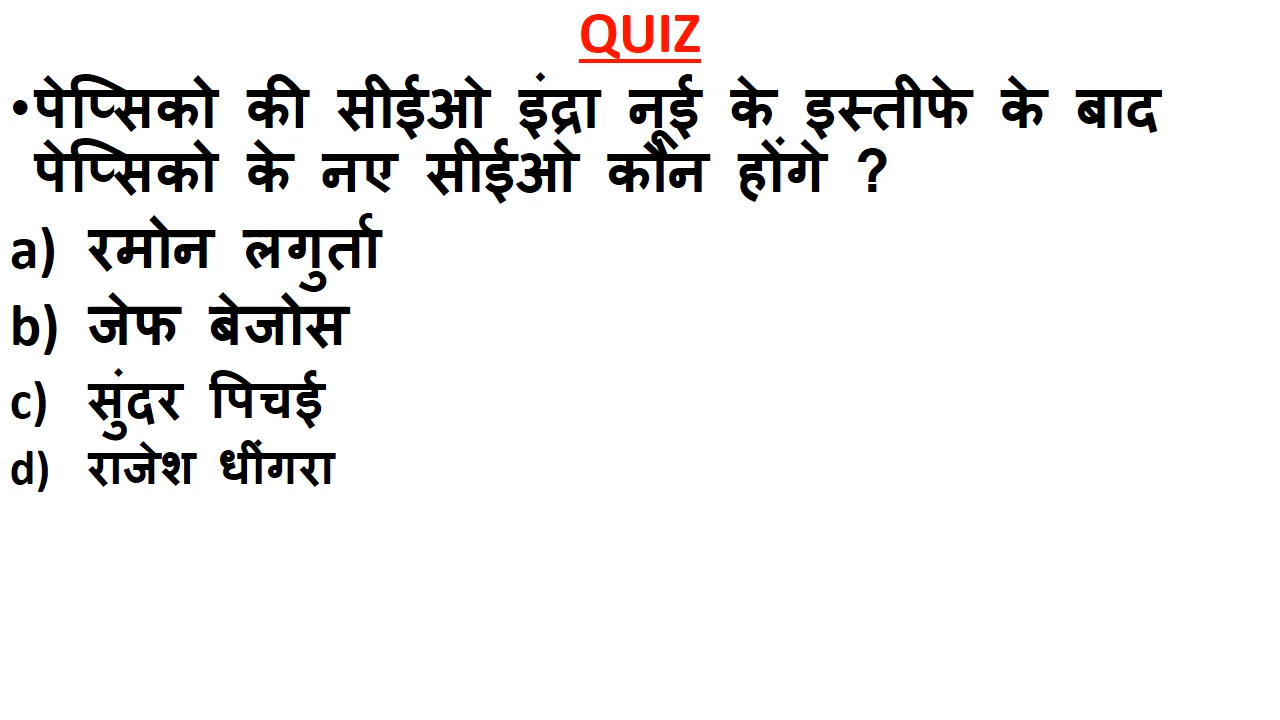 QUIZ
•पेप्सिको की सीईओ इंद्रा नूई के इस्तीफे के बाद
पेप्सिको के नए सीईओ कौन होंगे ?
a) रमोन लगुर्ता
b) जेफ बेजोस
c) सुंदर पिचई
d) राजेश धींगरा